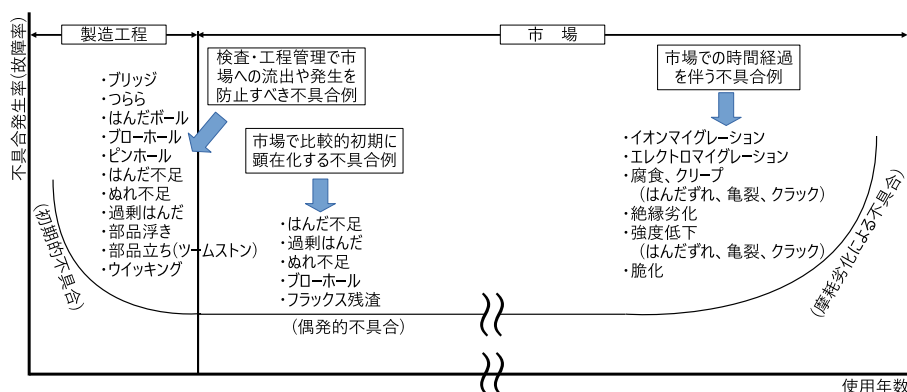 不具合発生率(故障率)
製造工程
市 場
検査・工程管理で市
場への流出や発生を
防止すべき不具合例
市場での時間経過
を伴う不具合例
・ブリッジ
・つらら
・はんだボール
・ブローホール
・ピンホール
・はんだ不足
・ぬれ不足
・過剰はんだ
・部品浮き
・部品立ち(ツームストン)
・ウイッキング
市場で比較的初期に
顕在化する不具合例
・はんだ不足
・過剰はんだ
・ぬれ不足
・ブローホール
・フラックス残渣
・イオンマイグレーション
・エレクトロマイグレーション
・腐食、クリープ
(はんだずれ、亀裂、クラック)
・絶縁劣化
・強度低下
(はんだずれ、亀裂、クラック)
・脆化
(初期的不具合)
(偶発的不具合)
(摩耗劣化による不具合)
使用年数